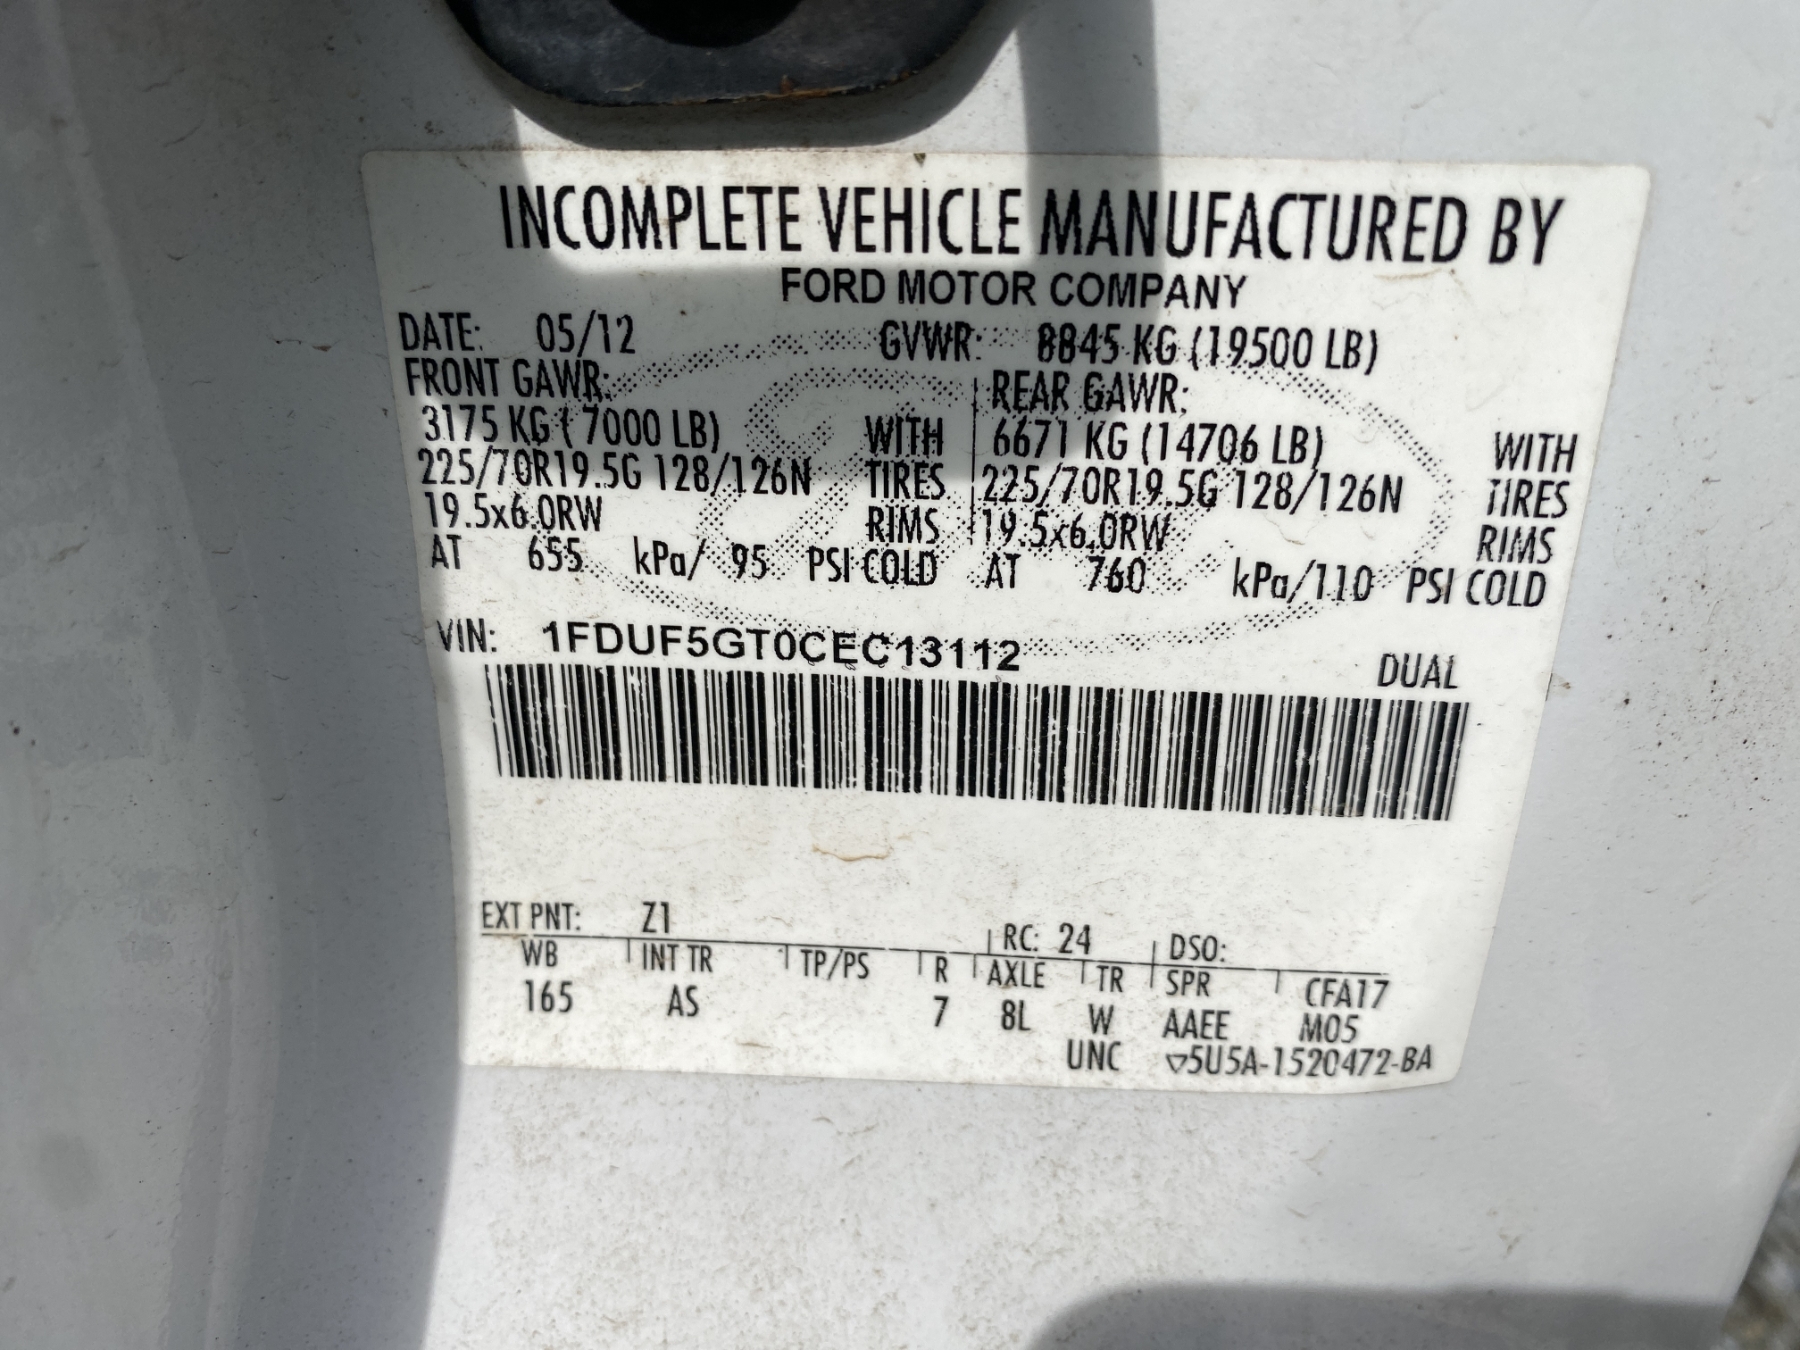 INCOMPLETE VEHICLE MANUFACTURED BY
FORD MOTOR COMPANY
DATE: 05/12 GVWR: 8845 KG (19500 LB)
FRONT GAWR: REAR GAWR:
3175 KG ( 7000 LB) WITH 6671 KG (14706 LB) WITH
225/70R19.5G 128/126N TIRES 225/70R19.5G 128/126N TIRES
19.5x6.0RW RIMS 19.5x6.0RW RIMS
AT 655 kPa/ 95 PSI COLD AT 760 kPa/110 PSI COLD
VIN: 1FDUF5GT0CEC13112
DUAL
EXT PNT: Z1 RC: 24 DSO:
WB INT TR TP/PS R AXLE TR SPR CFA17
165 AS 7 8L W AAEE M05
UNC ▽5U5A-1520472-BA